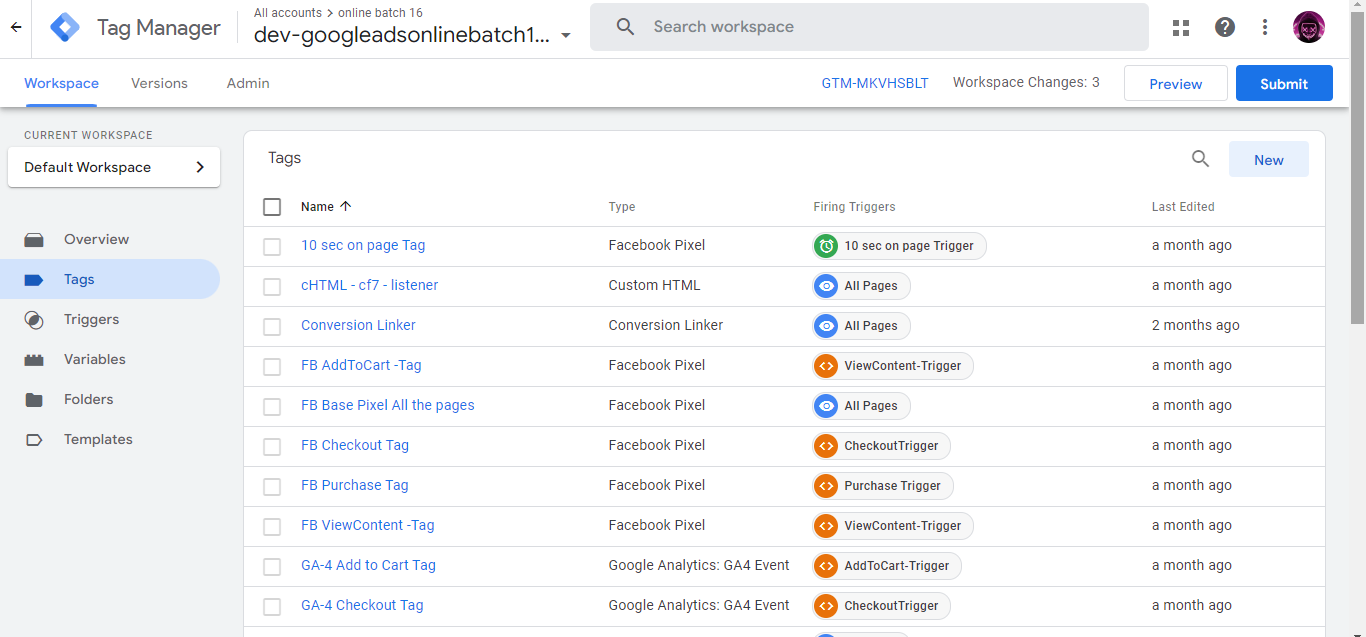 Tag Manager
All accounts > online batch 16
dev-googleadsonlinebatch1...
Search workspace
Workspace Versions Admin
GTM-MKVHSBLT Workspace Changes: 3 Preview Submit
CURRENT WORKSPACE
Default Workspace
Overview
Tags
Triggers
Variables
Folders
Templates
Tags New
Name Type Firing Triggers Last Edited
10 sec on page Tag Facebook Pixel 10 sec on page Trigger a month ago
cHTML - cf7 - listener Custom HTML All Pages a month ago
Conversion Linker Conversion Linker All Pages 2 months ago
FB AddToCart -Tag Facebook Pixel ViewContent-Trigger a month ago
FB Base Pixel All the pages Facebook Pixel All Pages a month ago
FB Checkout Tag Facebook Pixel CheckoutTrigger a month ago
FB Purchase Tag Facebook Pixel Purchase Trigger a month ago
FB ViewContent -Tag Facebook Pixel ViewContent-Trigger a month ago
GA-4 Add to Cart Tag Google Analytics: GA4 Event AddToCart-Trigger a month ago
GA-4 Checkout Tag Google Analytics: GA4 Event CheckoutTrigger a month ago